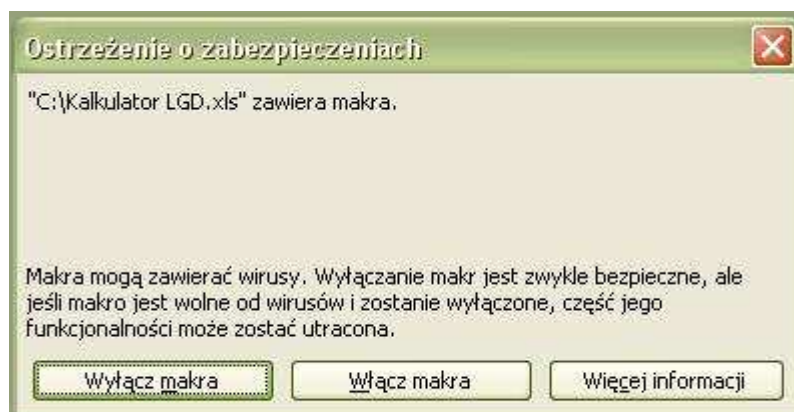 Ostrzeżenie o zabezpieczeniach
"C:\Kalkulator LGD.xls" zawiera makra.
Makra mogą zawierać wirusy. Wyłączanie makr jest zwykle bezpieczne, ale
jeśli makro jest wolne od wirusów i zostanie wyłączone, część jego
funkcjonalności może zostać utracona.
Wyłącz makra Włącz makra Więcej informacji